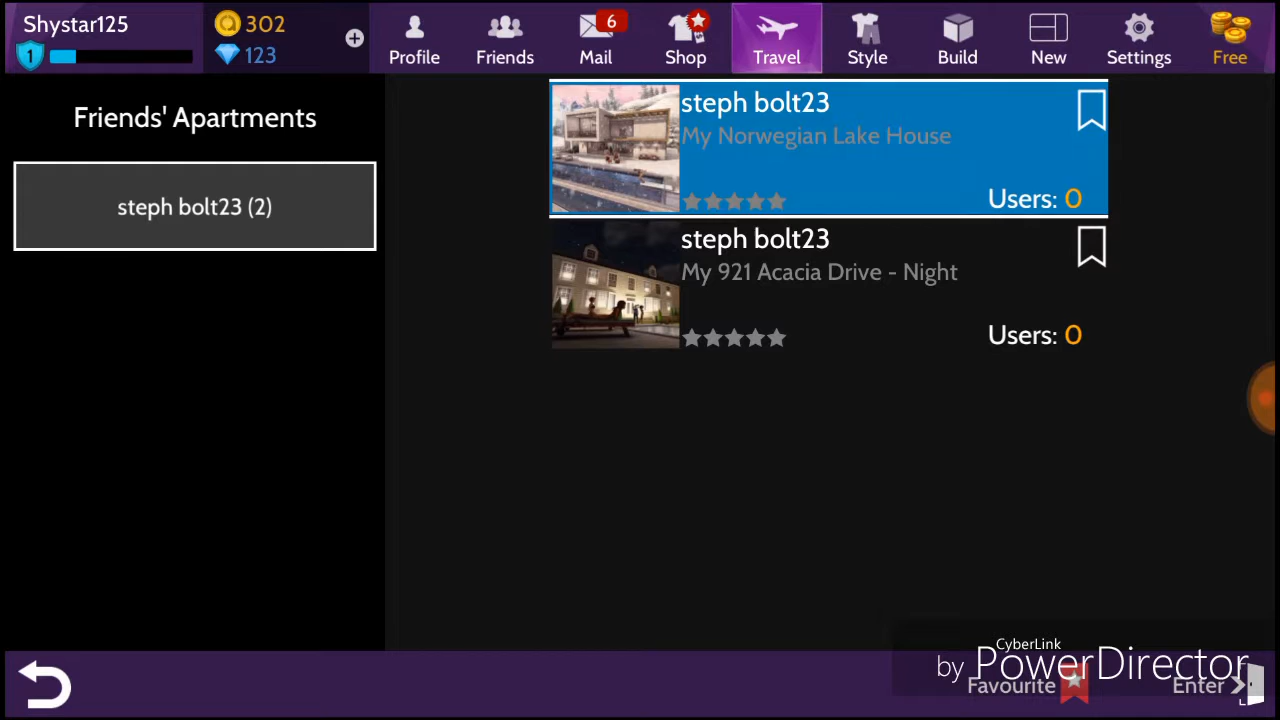 Shystar125
1
302
123
Profile
Friends
Mail
6
Shop
Travel
Style
Build
New
Settings
Free
Friends' Apartments
steph bolt23 (2)
steph bolt23
My Norwegian Lake House
Users: 0
steph bolt23
My 921 Acacia Drive - Night
Users: 0
CyberLink
by PowerDirector
Favourite
Enter